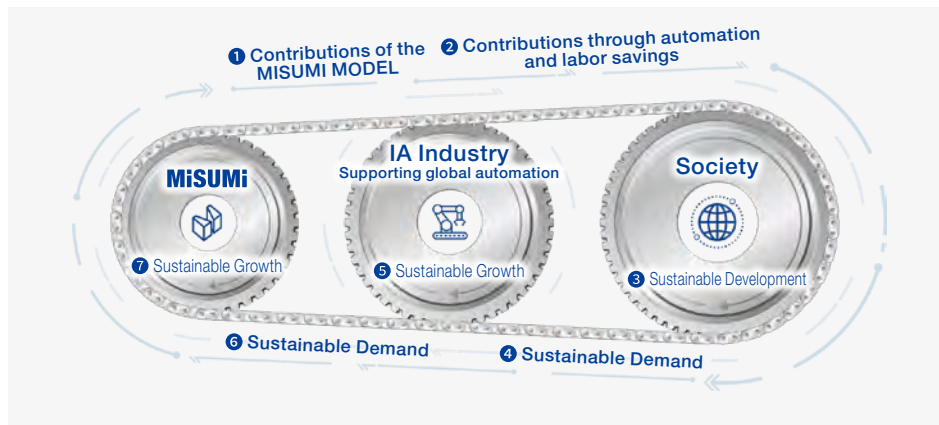 ❶ Contributions of the
MISUMI MODEL
❷ Contributions through automation
and labor savings
MiSUMi
IA Industry
Supporting global automation
Society
❼ Sustainable Growth
❺ Sustainable Growth
❸ Sustainable Development
❻ Sustainable Demand
❹ Sustainable Demand